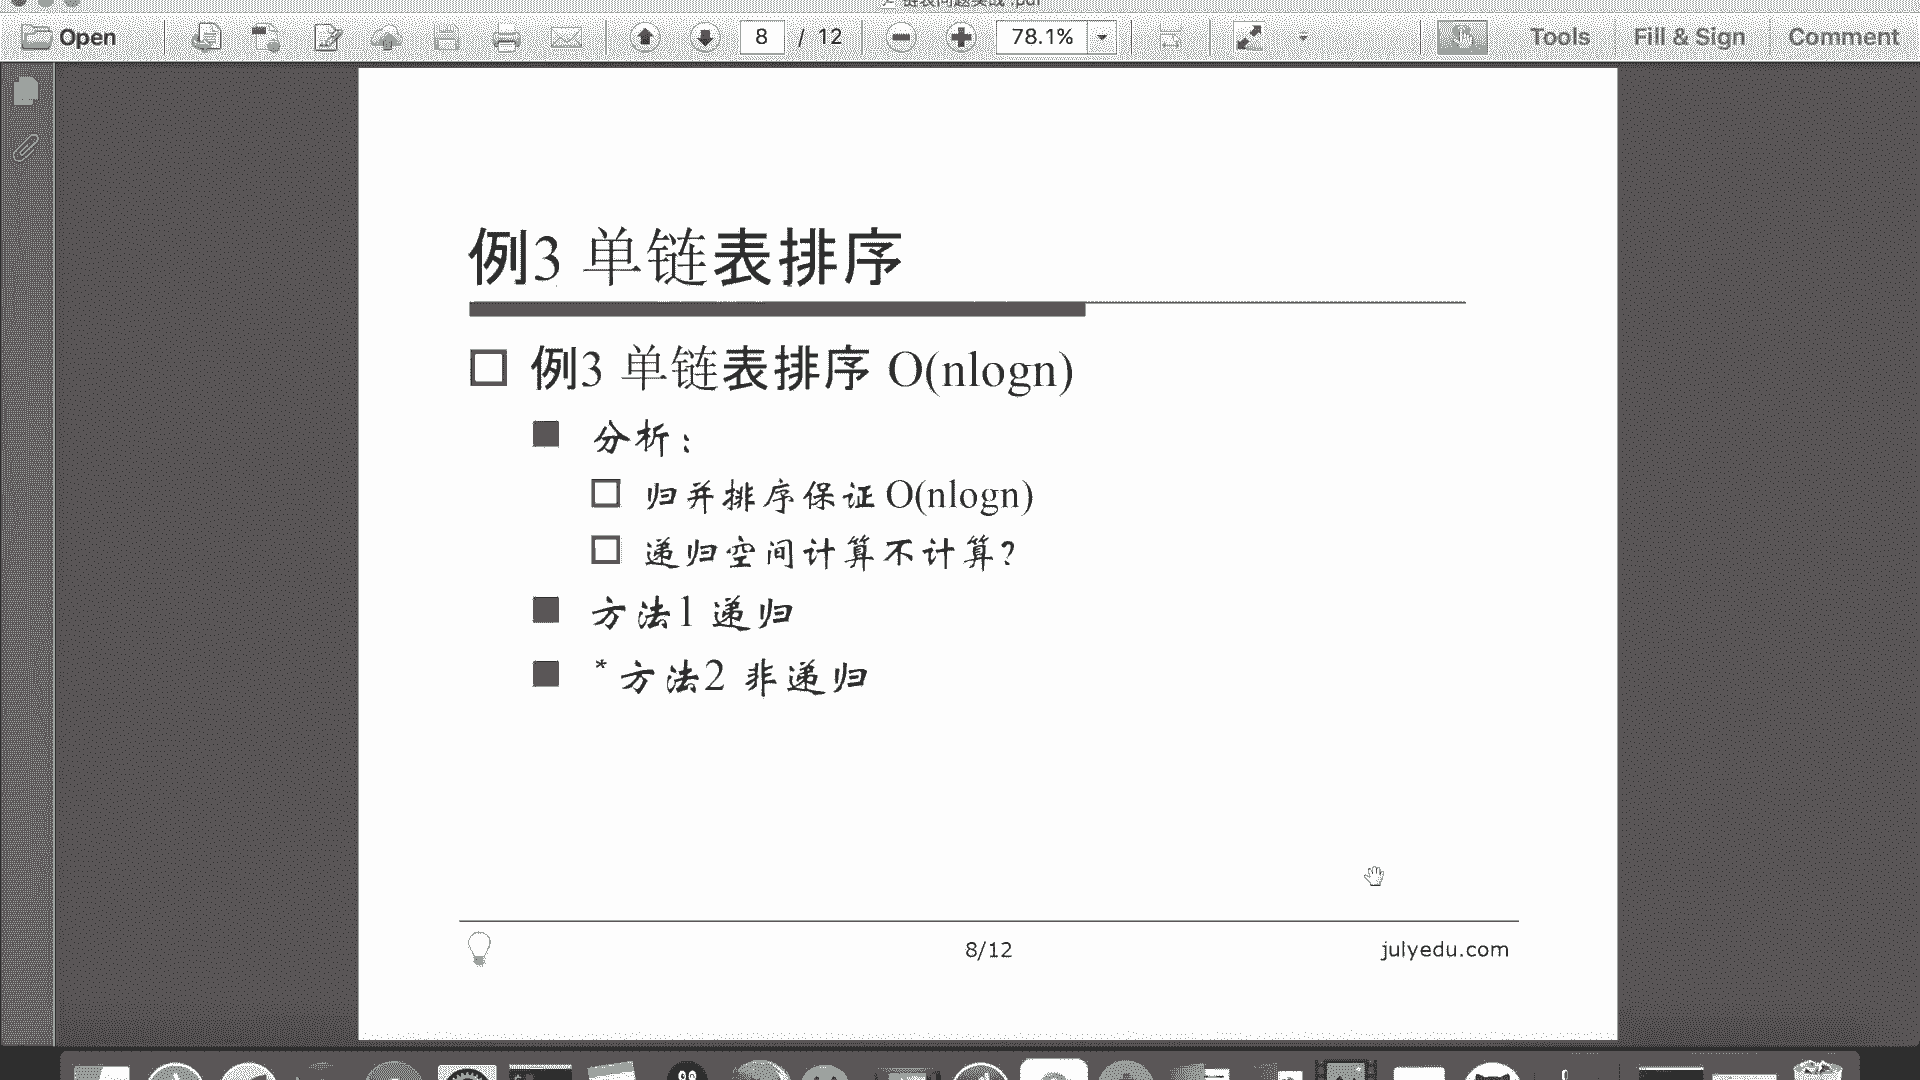 Open
8 / 12
78.1%
Tools
Fill & Sign
Comment
例3 单链表排序
例3 单链表排序 O(nlogn)
分析：
归并排序保证O(nlogn)
递归空间计算不计算?
方法1 递归
*方法2 非递归
8/12
julyedu.com